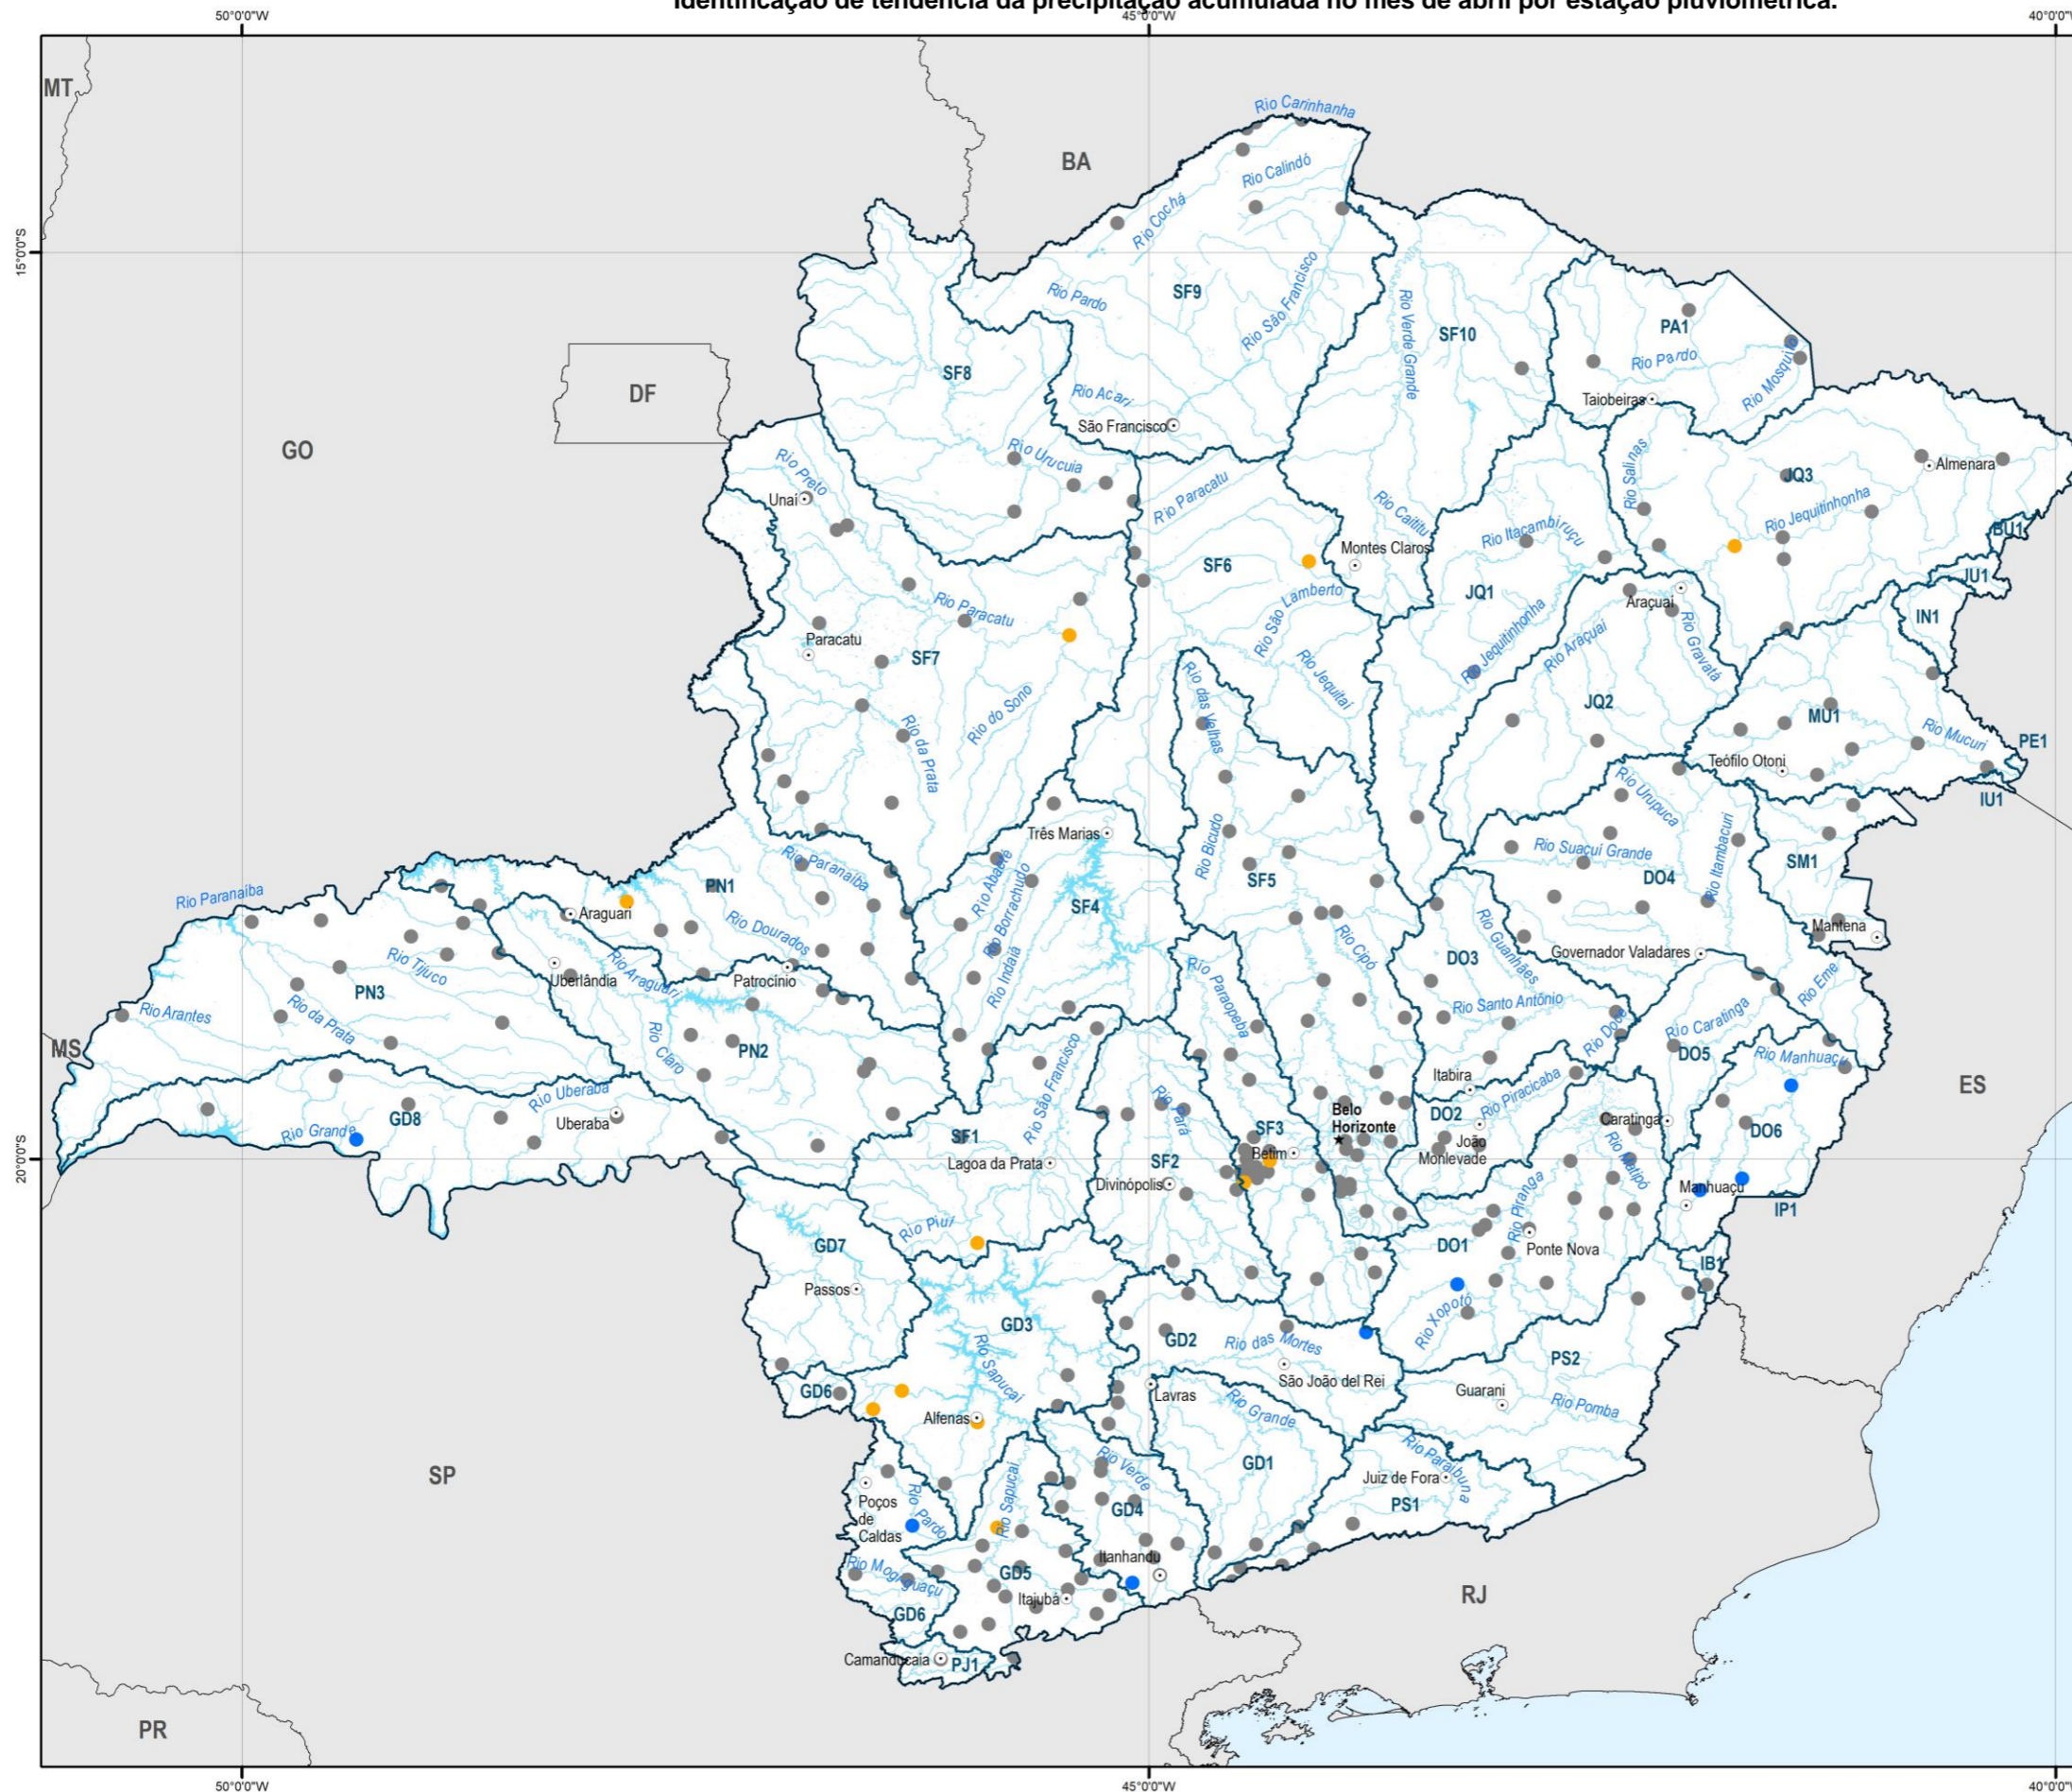 Identificação de tendência da precipitação acumulada no mês de abril por estação pluviométrica.
50°0'0"W
45°0'0"W
40°0'0"W
MT
Rio Carinhanha
BA
Rio Calindó
Rio Cochá
15°0'0"S
Rio São Francisco
SF9
Rio Pardo
Rio Verde Grande
PA1
SF10
DF
Rio Pardo
SF8
Rio Mosquito
Rio Acari
Taiobeiras
São Francisco
GO
Rio Urucuia
Rio Preto
Rio Salinas
Almenara
JQ3
Unaí
Rio Paracatu
Rio Caititu
Rio Jequitinhonha
BU1
Rio Itacambiruçu
Montes Claros
SF6
JU1
JQ1
Rio São Lamberto
Araçuaí
Rio Paracatu
IN1
Paracatu
Rio Jequitinhonha
Rio Araçuaí
Rio Gravatá
SF7
Rio Jequitaí
JQ2
Rio das Velhas
Rio do Sono
MU1
Rio Mucuri
PE1
Rio da Prata
Teófilo Otoni
Rio Urupuca
IU1
Três Marias
Rio Bicudo
Rio Suaçuí Grande
Rio Itambacuri
SM1
Rio Paranaíba
Rio Abaeté
SF5
DO4
PN1
Rio Borrachudo
SF4
Rio Paranaíba
Araguari
Rio Dourados
Mantena
Rio Cipó
Rio Guanhães
Governador Valadares
DO3
Rio Tijuco
Rio Araguari
Patrocínio
Rio Indaiá
Rio Paraopeba
Uberlândia
Rio Eme
PN3
Rio Arantes
Rio da Prata
Rio Santo Antônio
Rio Caratinga
Rio Doce
MS
Rio Claro
PN2
Rio São Francisco
DO5
Rio Manhuaçu
Itabira
ES
Rio Uberaba
Rio Pará
Rio Piracicaba
GD8
Uberaba
Belo
Horizonte
DO2
Caratinga
Rio Grande
SF1
SF3
DO6
João
Monlevade
20°0'0"S
Betim
Lagoa da Prata
SF2
Rio Matipó
Divinópolis
Manhuaçu
Rio Piranga
IP1
Rio Piuí
GD7
DO1
Ponte Nova
IB1
Passos
Rio Xopotó
GD3
GD2
Rio das Mortes
PS2
Rio Sapucaí
São João del Rei
GD6
Lavras
Guarani
Rio Grande
Rio Pomba
Alfenas
Rio Paraibuna
SP
GD1
Juiz de Fora
Rio Verde
Rio Sapucaí
Poços
de
Caldas
Rio Pardo
GD4
PS1
Itanhandu
Rio Mogi-guaçu
GD5
RJ
Itajubá
GD6
Camanducaia
PJ1
PR
50°0'0"W
45°0'0"W
40°0'0"W